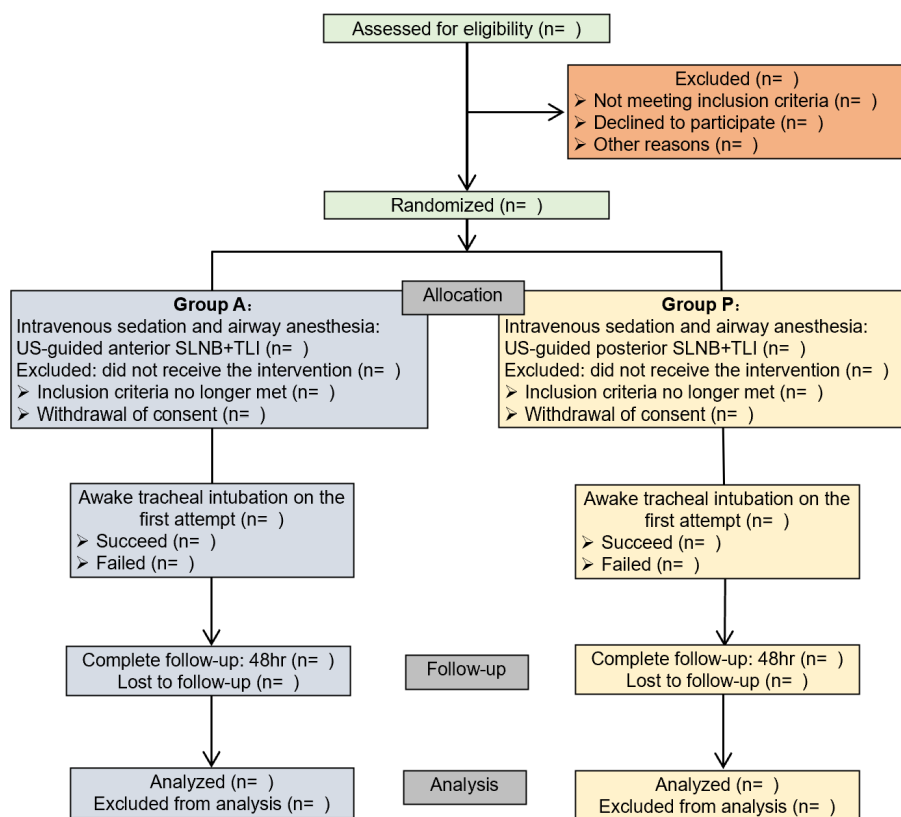 Assessed for eligibility (n=  )
Excluded (n=  )
➢ Not meeting inclusion criteria (n=  )
➢ Declined to participate (n=  )
➢ Other reasons (n=  )
Randomized (n=  )
Allocation
Group A：
Intravenous sedation and airway anesthesia:
US-guided anterior SLNB+TLI (n=  )
Excluded: did not receive the intervention (n=  )
➢ Inclusion criteria no longer met (n=  )
➢ Withdrawal of consent (n=  )
Group P：
Intravenous sedation and airway anesthesia:
US-guided posterior SLNB+TLI (n=  )
Excluded: did not receive the intervention (n=  )
➢ Inclusion criteria no longer met (n=  )
➢ Withdrawal of consent (n=  )
Awake tracheal intubation on the
first attempt (n=  )
➢ Succeed (n=  )
➢ Failed (n=  )
Awake tracheal intubation on the
first attempt (n=  )
➢ Succeed (n=  )
➢ Failed (n=  )
Complete follow-up: 48hr (n=  )
Lost to follow-up (n=  )
Follow-up
Complete follow-up: 48hr (n=  )
Lost to follow-up (n=  )
Analyzed (n=  )
Excluded from analysis (n=  )
Analysis
Analyzed (n=  )
Excluded from analysis (n=  )